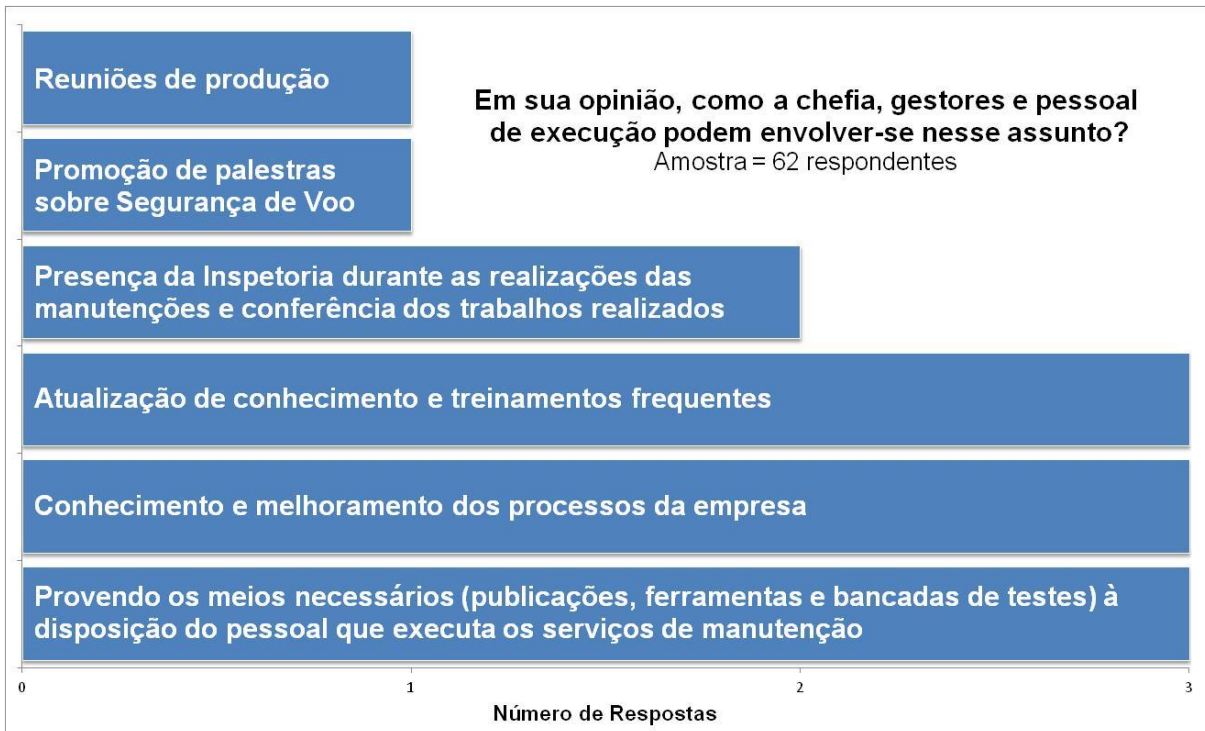 Em sua opinião, como a chefia, gestores e pessoal
de execução podem envolver-se nesse assunto?
Amostra = 62 respondentes
Reuniões de produção
Promoção de palestras
sobre Segurança de Voo
Presença da Inspetoria durante as realizações das
manutenções e conferência dos trabalhos realizados
Atualização de conhecimento e treinamentos frequentes
Conhecimento e melhoramento dos processos da empresa
Provendo os meios necessários (publicações, ferramentas e bancadas de testes) à
disposição do pessoal que executa os serviços de manutenção
0 1 2 3
Número de Respostas